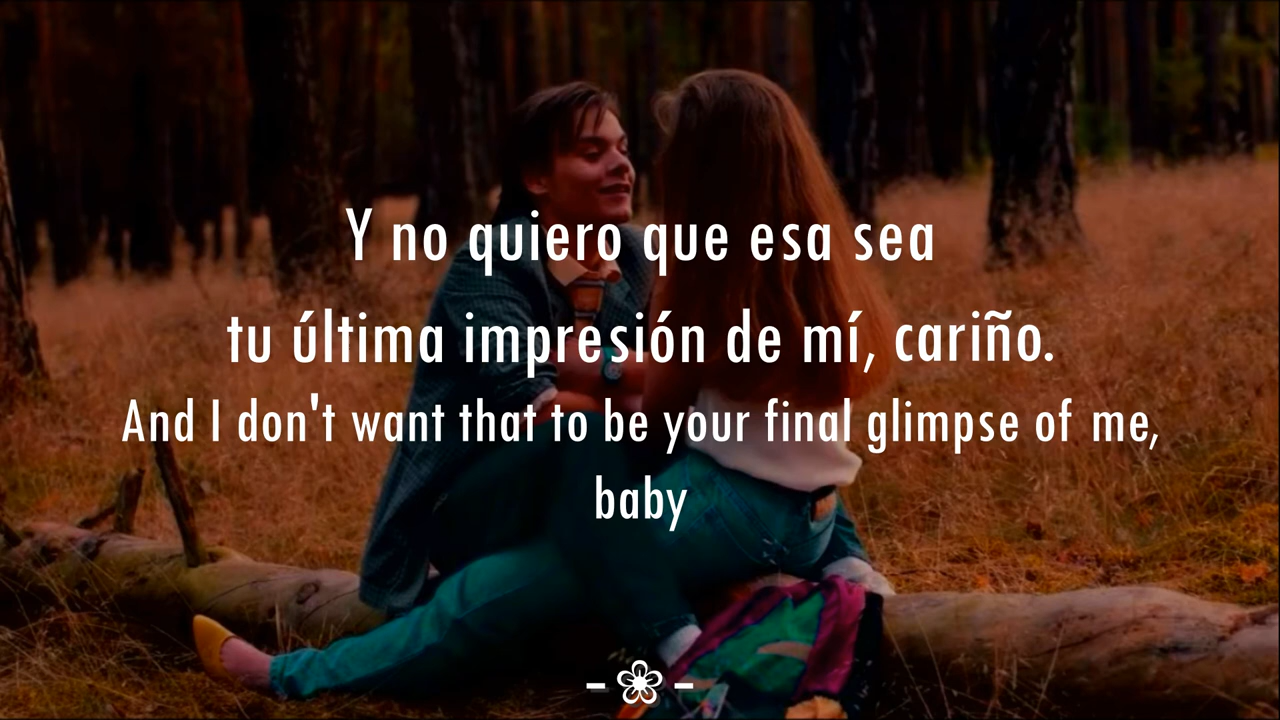 Y no quiero que esa sea
tu última impresión de mí, cariño.
And I don't want that to be your final glimpse of me,
baby